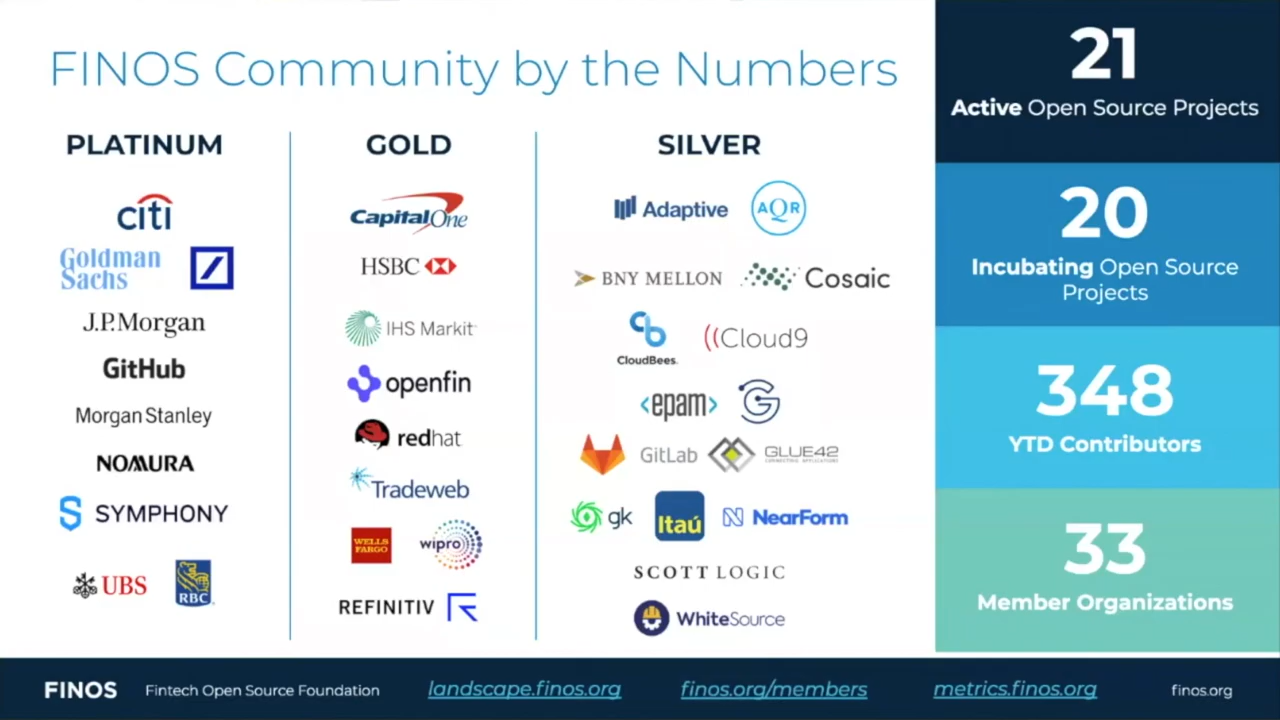 FINOS Community by the Numbers
PLATINUM
citi
Goldman
Sachs
J.P.Morgan
GitHub
Morgan Stanley
NOMURA
SYMPHONY
UBS
RBC
GOLD
CapitalOne
HSBC
IHS Markit
openfin
redhat
Tradeweb
WELLS
FARGO
wipro
REFINITIV
SILVER
Adaptive
AQR
BNY MELLON
Cosaic
CloudBees
((Cloud9
<epam>
GitLab
GLUE42
gk
Itaú
NearForm
SCOTT LOGIC
WhiteSource
21
Active Open Source Projects
20
Incubating Open Source
Projects
348
YTD Contributors
33
Member Organizations
FINOS Fintech Open Source Foundation landscape.finos.org finos.org/members metrics.finos.org finos.org